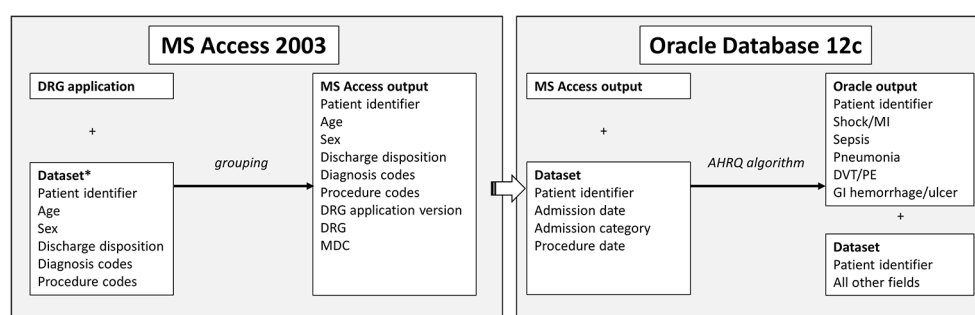 MS Access 2003
DRG application
+
Dataset*
Patient identifier
Age
Sex
Discharge disposition
Diagnosis codes
Procedure codes
grouping
MS Access output
Patient identifier
Age
Sex
Discharge disposition
Diagnosis codes
Procedure codes
DRG application version
DRG
MDC
Oracle Database 12c
MS Access output
+
Dataset
Patient identifier
Admission date
Admission category
Procedure date
AHRQ algorithm
Oracle output
Patient identifier
Shock/MI
Sepsis
Pneumonia
DVT/PE
GI hemorrhage/ulcer
+
Dataset
Patient identifier
All other fields